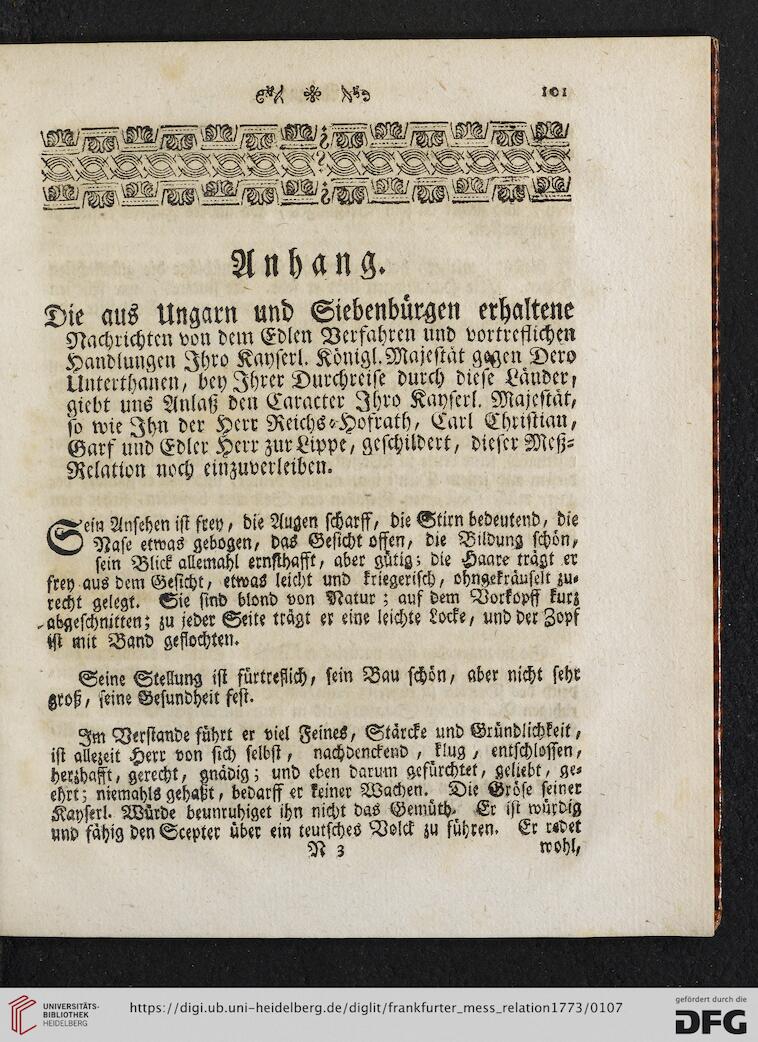 101
Anhang.
Die aus Ungarn und Siebenbürgen erhaltene
Nachrichten von dem Edlen Verfahren und vortreflichen
Handlungen Ihro Kayserl. Königl. Majestät gegen Dero
Unterthanen, bey Ihrer Durchreise durch diese Länder,
giebt uns Anlaß den Caracter Ihro Kayserl. Majestät,
so wie Ihn der Herr Reichs-Hofrath, Carl Christian,
Garf und Edler Herr zur Lippe, geschildert, dieser Meß-
Relation noch einzuverleiben.
Sein Ansehen ist frey, die Augen scharff, die Stirn bedeutend, die
Nase etwas gebogen, das Gesicht offen, die Bildung schön,
sein Blick allemahl ernsthafft, aber gütig; die Haare trägt er
frey aus dem Gesicht, etwas leicht und kriegerisch, ohngekräuselt zu-
recht gelegt. Sie sind blond von Natur; auf dem Vorkopff kurz
abgeschnitten; zu jeder Seite trägt er eine leichte Locke, und der Zopf
ist mit Band geflochten.
Seine Stellung ist fürtreflich, sein Bau schön, aber nicht sehr
groß, seine Gesundheit fest.
Im Verstande führt er viel Feines, Stärcke und Gründlichkeit,
ist allezeit Herr von sich selbst, nachdenckend, klug, entschlossen,
herzhafft, gerecht, gnädig; und eben darum gefürchtet, geliebt, ge-
ehrt; niemahls gehaßt, bedarff er keiner Wachen. Die Gröse seiner
Kayserl. Würde beunruhiget ihn nicht das Gemüth. Er ist würdig
und fähig den Scepter über ein teutsches Volck zu führen. Er redet
N 3 wohl,
UNIVERSITÄTS-
BIBLIOTHEK
HEIDELBERG
https://digi.ub.uni-heidelberg.de/diglit/frankfurter_mess_relation1773/0107
gefördert durch die
DFG